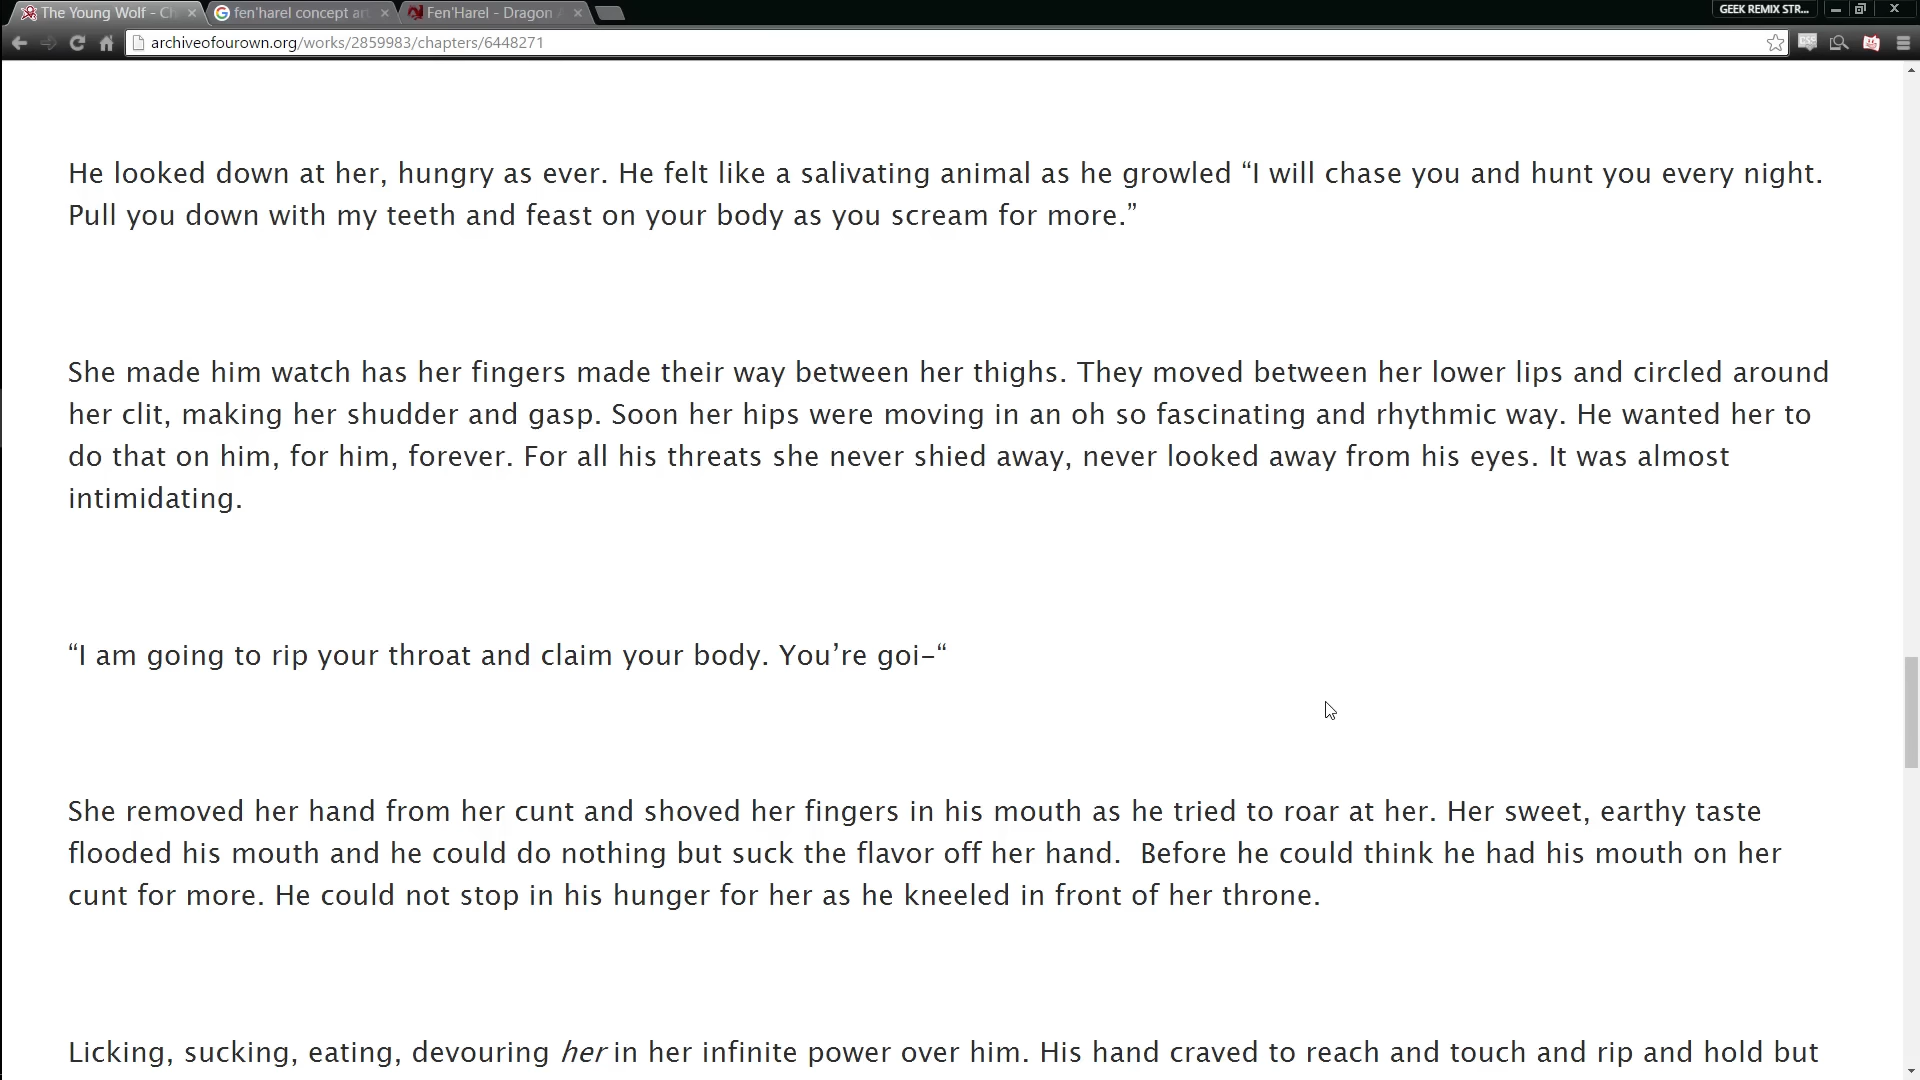 The Young Wolf - Ch
fen'harel concept art
Fen'Harel - Dragon A
GEEK REMIX STR...
archiveofourown.org/works/2859983/chapters/6448271
He looked down at her, hungry as ever. He felt like a salivating animal as he growled “I will chase you and hunt you every night.
Pull you down with my teeth and feast on your body as you scream for more.”
She made him watch has her fingers made their way between her thighs. They moved between her lower lips and circled around
her clit, making her shudder and gasp. Soon her hips were moving in an oh so fascinating and rhythmic way. He wanted her to
do that on him, for him, forever. For all his threats she never shied away, never looked away from his eyes. It was almost
intimidating.
“I am going to rip your throat and claim your body. You’re goi–“
She removed her hand from her cunt and shoved her fingers in his mouth as he tried to roar at her. Her sweet, earthy taste
flooded his mouth and he could do nothing but suck the flavor off her hand.  Before he could think he had his mouth on her
cunt for more. He could not stop in his hunger for her as he kneeled in front of her throne.
Licking, sucking, eating, devouring her in her infinite power over him. His hand craved to reach and touch and rip and hold but